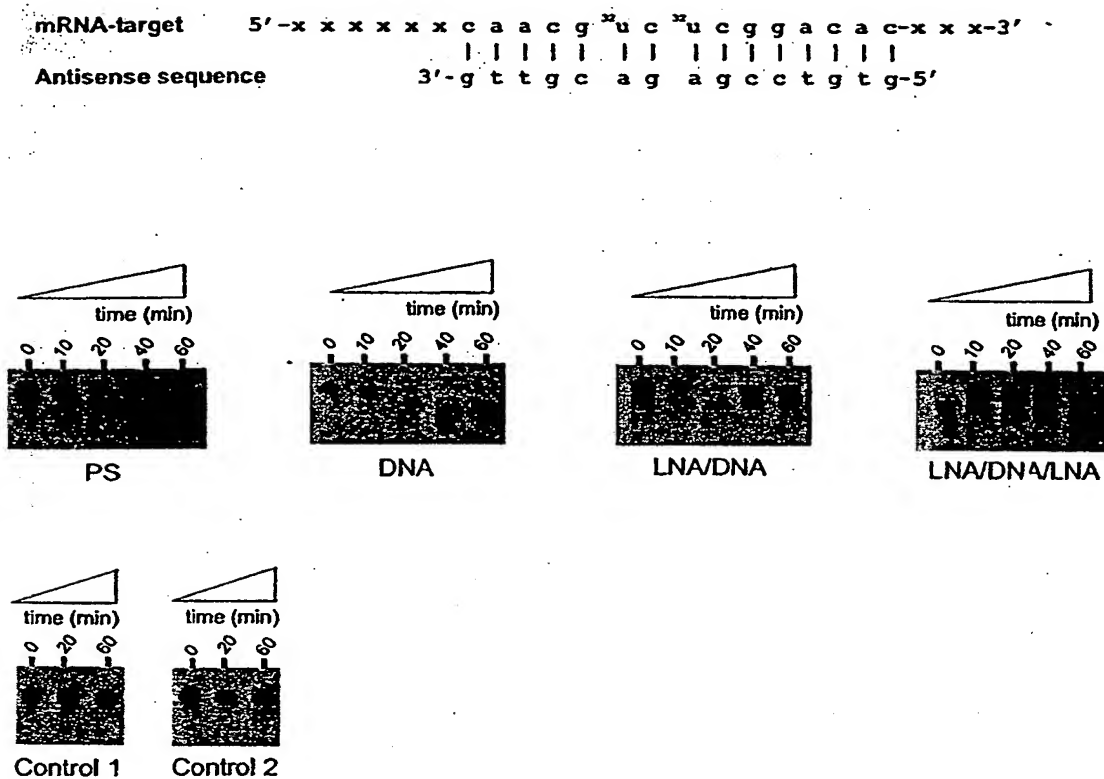 mRNA-target 5'-x x x x x x c a a c g ³²u c ³²u c g g a c a c-x x x-3'
Antisense sequence 3'-g t t g c a g a g c c t g t g-5'
time (min) time (min) time (min) time (min)
0 10 20 40 60 0 10 20 40 60 0 10 20 40 60 0 10 20 40 60
PS DNA LNA/DNA LNA/DNA/LNA
time (min) time (min)
0 20 60 0 20 60
Control 1 Control 2